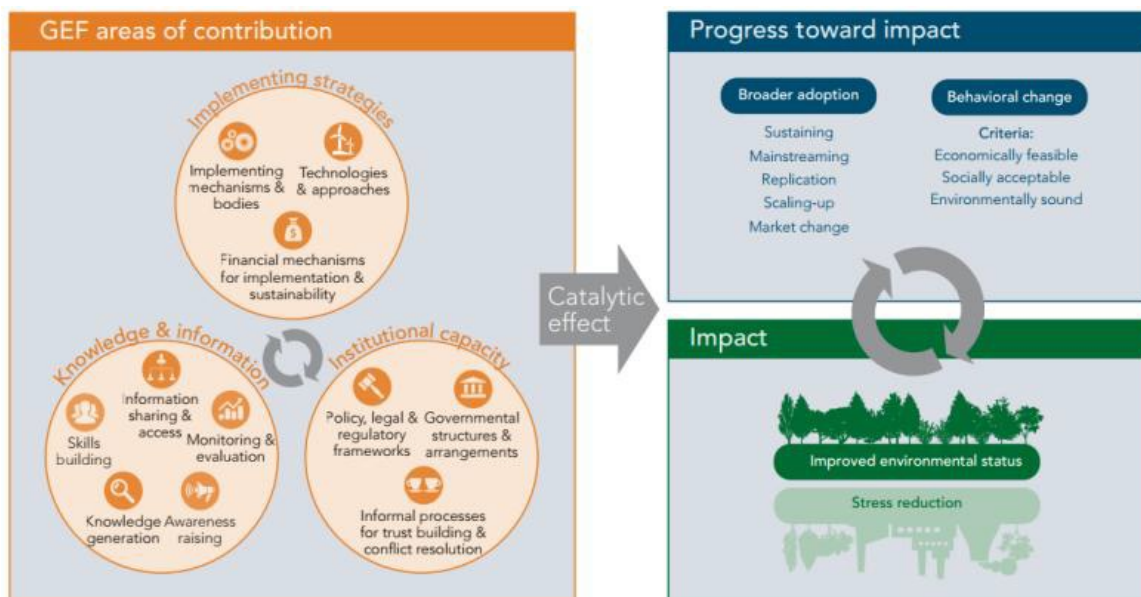 GEF areas of contribution
Implementing strategies
Implementing
mechanisms &
bodies
Technologies
& approaches
$
Financial mechanisms
for implementation &
sustainability
Knowledge & information
Information
sharing &
access
Skills
building
Monitoring &
evaluation
Knowledge
generation
Awareness
raising
Institutional capacity
Policy, legal &
regulatory
frameworks
Governmental
structures &
arrangements
Informal processes
for trust building &
conflict resolution
Catalytic
effect
Progress toward impact
Broader adoption
Sustaining
Mainstreaming
Replication
Scaling-up
Market change
Behavioral change
Criteria:
Economically feasible
Socially acceptable
Environmentally sound
Impact
Improved environmental status
Stress reduction